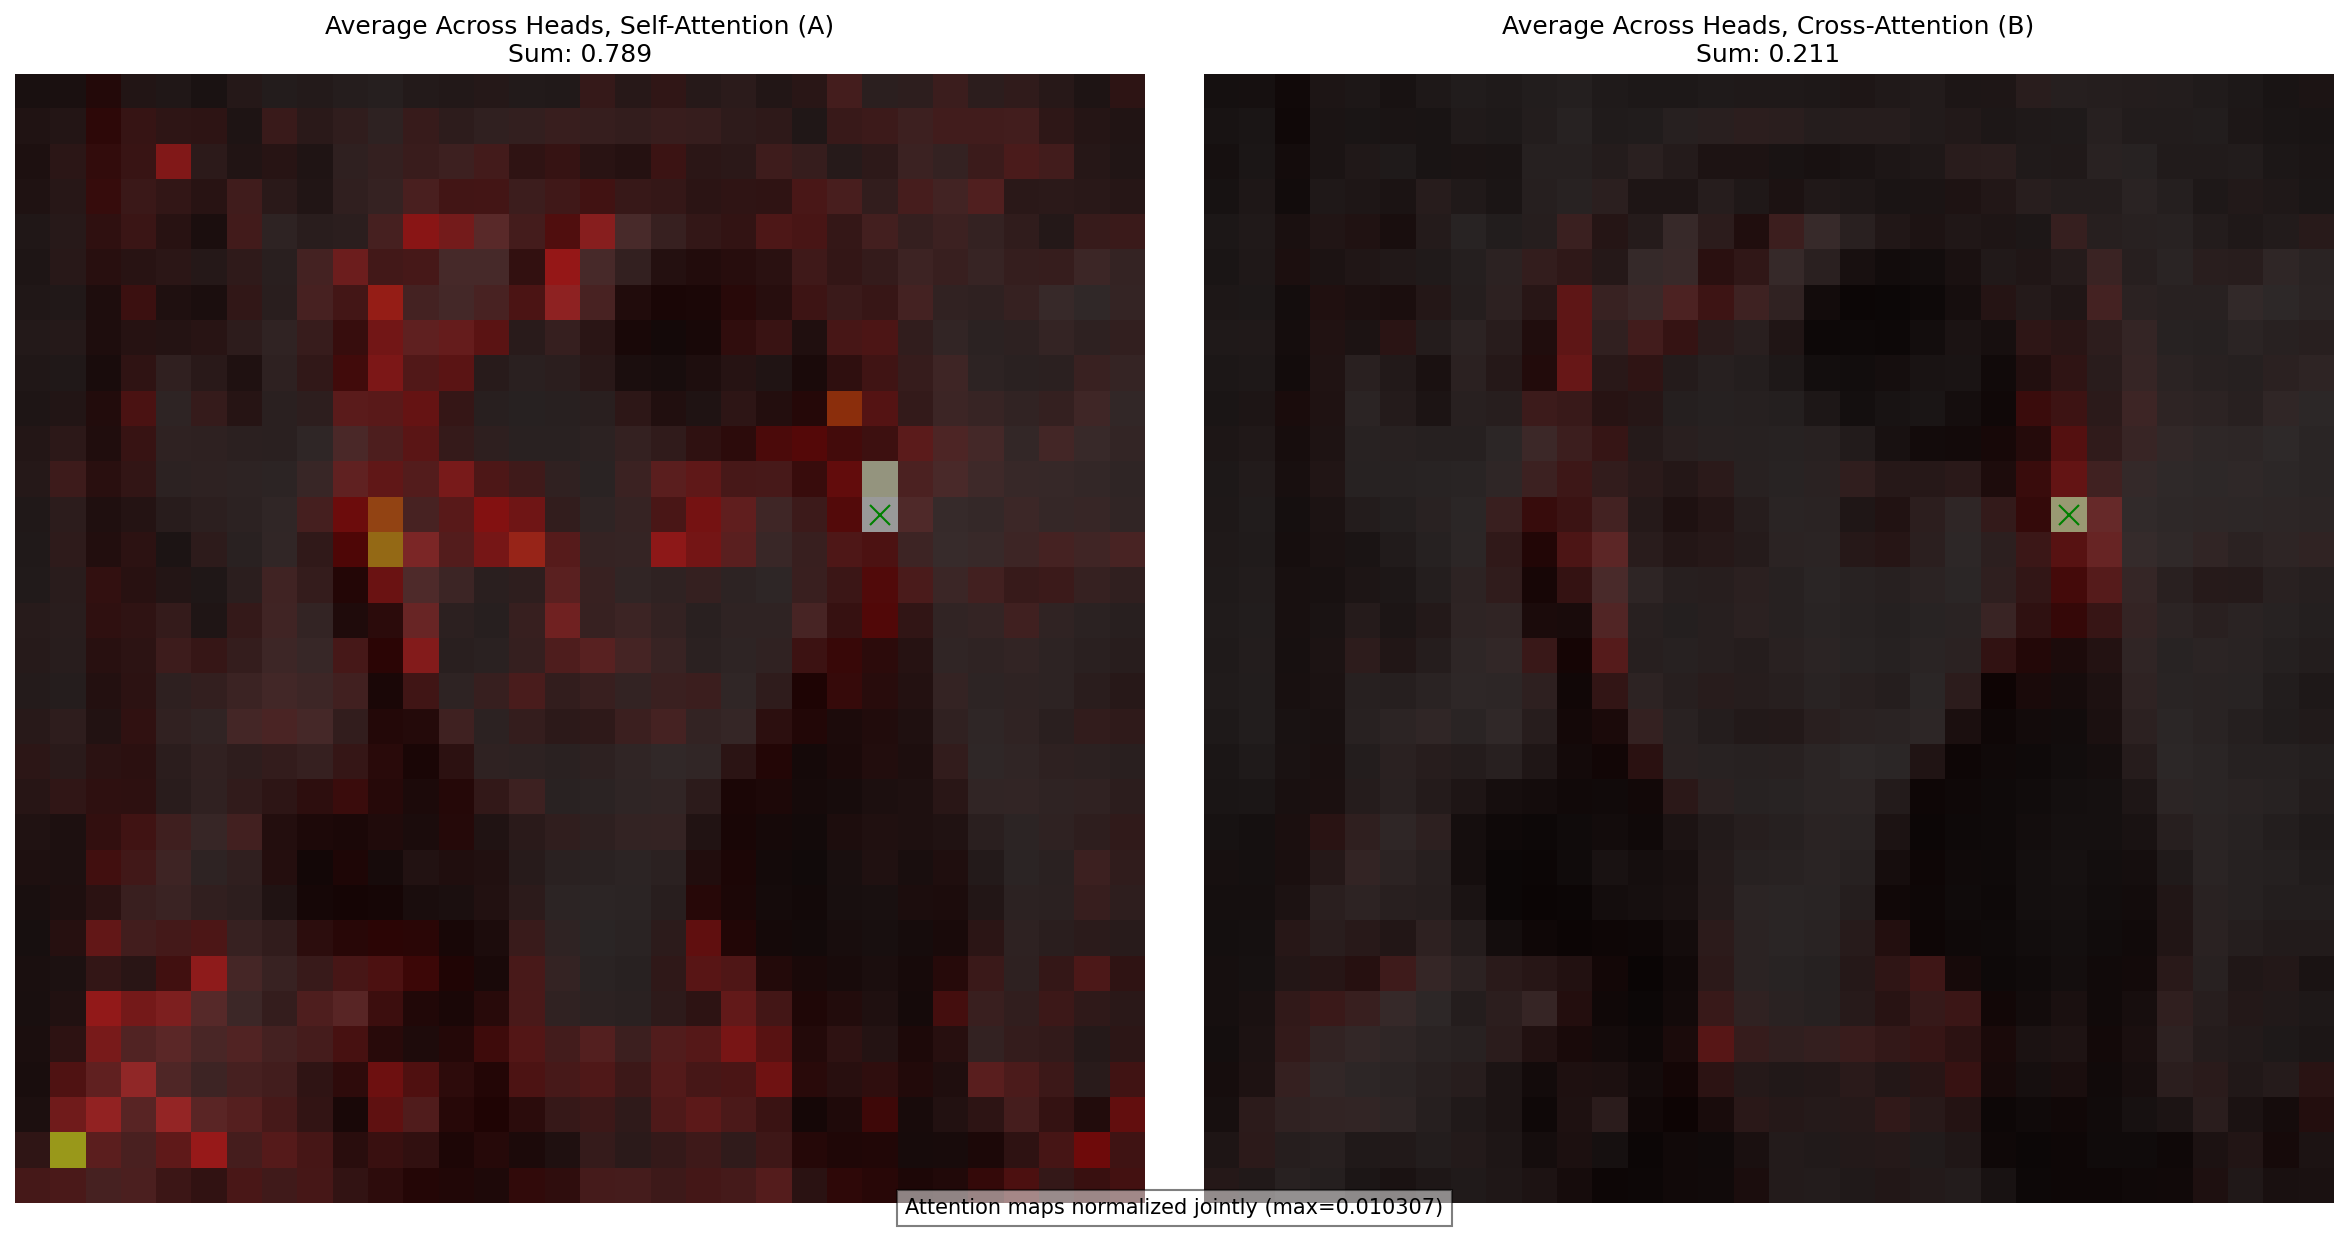 Average Across Heads, Self-Attention (A)
Sum: 0.789
Average Across Heads, Cross-Attention (B)
Sum: 0.211
Attention maps normalized jointly (max=0.010307)